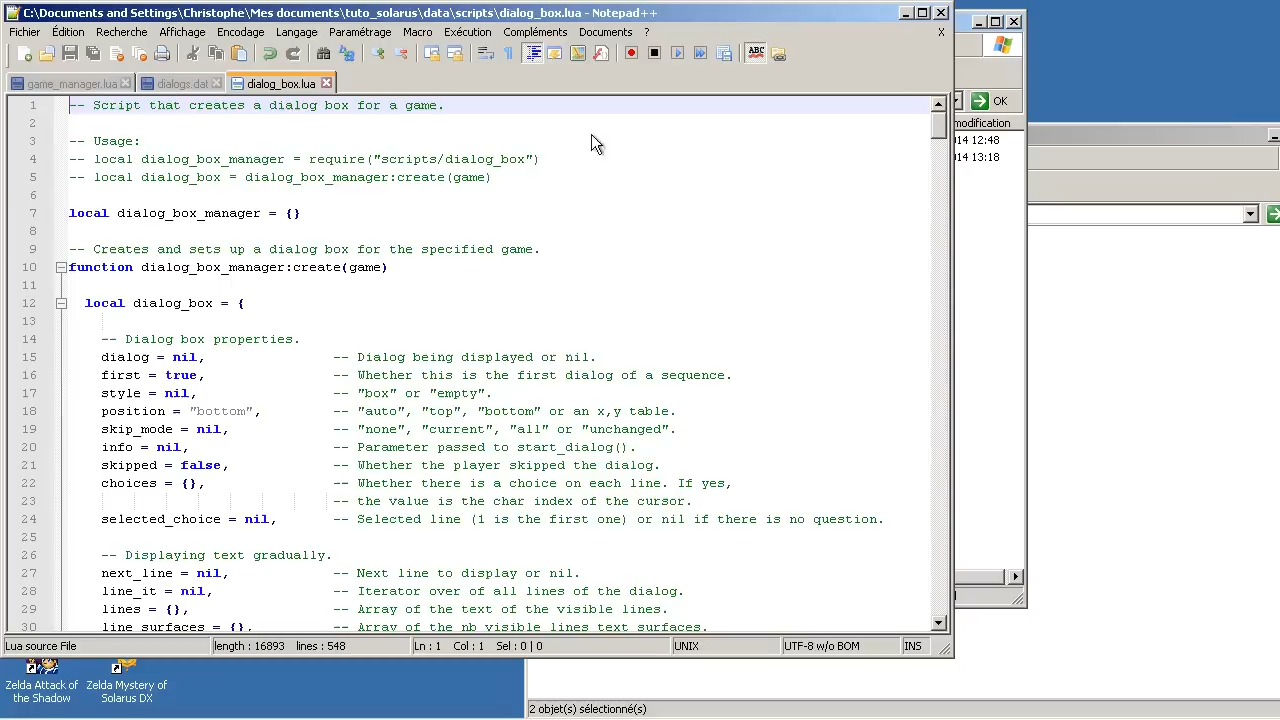 C:\Documents and Settings\Christophe\Mes documents\tuto_solarus\data\scripts\dialog_box.lua - Notepad++
Fichier Édition Recherche Affichage Encodage Langage Paramétrage Macro Exécution Compléments Documents ? X
game_manager.lua dialogs.dat dialog_box.lua
1 -- Script that creates a dialog box for a game.
2
3 -- Usage:
4 -- local dialog_box_manager = require("scripts/dialog_box")
5 -- local dialog_box = dialog_box_manager:create(game)
6
7 local dialog_box_manager = {}
8
9 -- Creates and sets up a dialog box for the specified game.
10 function dialog_box_manager:create(game)
11
12 local dialog_box = {
13
14 -- Dialog box properties.
15 dialog = nil, -- Dialog being displayed or nil.
16 first = true, -- Whether this is the first dialog of a sequence.
17 style = nil, -- "box" or "empty".
18 position = "bottom", -- "auto", "top", "bottom" or an x,y table.
19 skip_mode = nil, -- "none", "current", "all" or "unchanged".
20 info = nil, -- Parameter passed to start_dialog().
21 skipped = false, -- Whether the player skipped the dialog.
22 choices = {}, -- Whether there is a choice on each line. If yes,
23 -- the value is the char index of the cursor.
24 selected_choice = nil, -- Selected line (1 is the first one) or nil if there is no question.
25
26 -- Displaying text gradually.
27 next_line = nil, -- Next line to display or nil.
28 line_it = nil, -- Iterator over of all lines of the dialog.
29 lines = {}, -- Array of the text of the visible lines.
30 line_surfaces = {}, -- Array of the nb visible lines text surfaces.
Lua source File length : 16893 lines : 548 Ln : 1 Col : 1 Sel : 0 | 0 UNIX UTF-8 w/o BOM INS
OK
modification
14 12:48
14 13:18
Zelda Attack of
the Shadow
Zelda Mystery of
Solarus DX
2 objet(s) sélectionné(s)